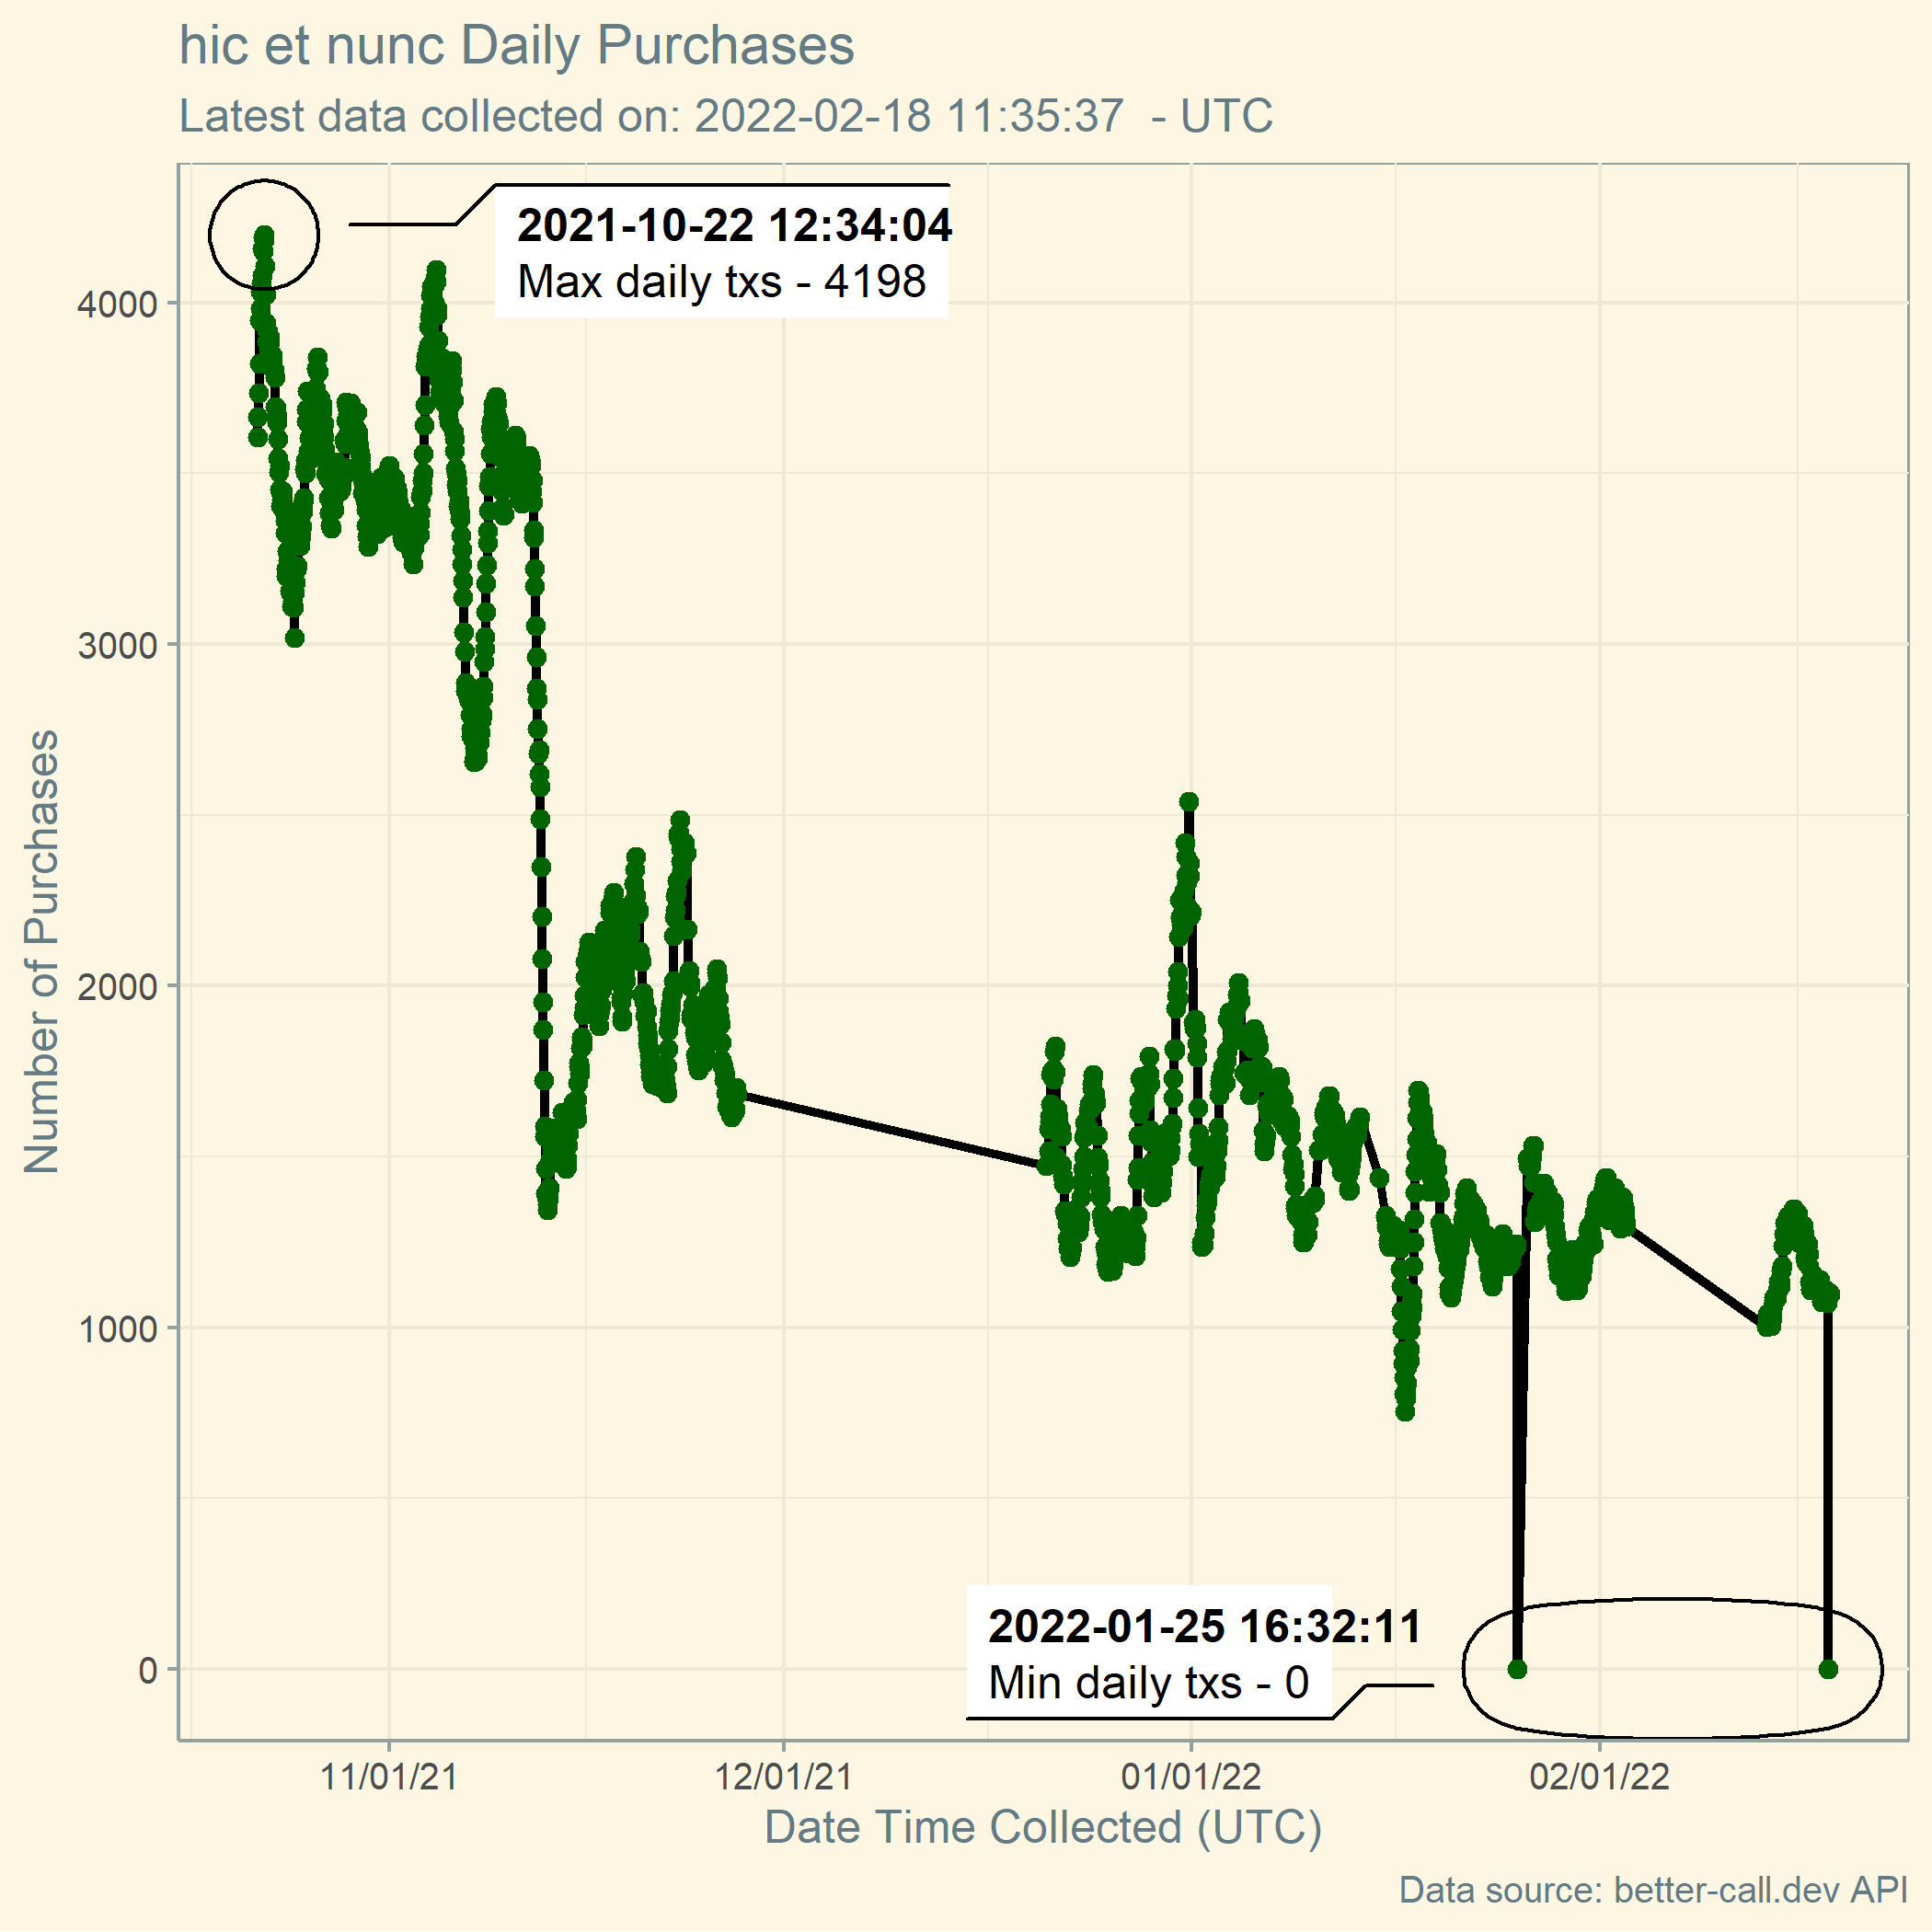 hic et nunc Daily Purchases
Latest data collected on: 2022-02-18 11:35:37  - UTC
2021-10-22 12:34:04
Max daily txs - 4198
4000
3000
2000
1000
0
Number of Purchases
2022-01-25 16:32:11
Min daily txs - 0
11/01/21 12/01/21 01/01/22 02/01/22
Date Time Collected (UTC)
Data source: better-call.dev API